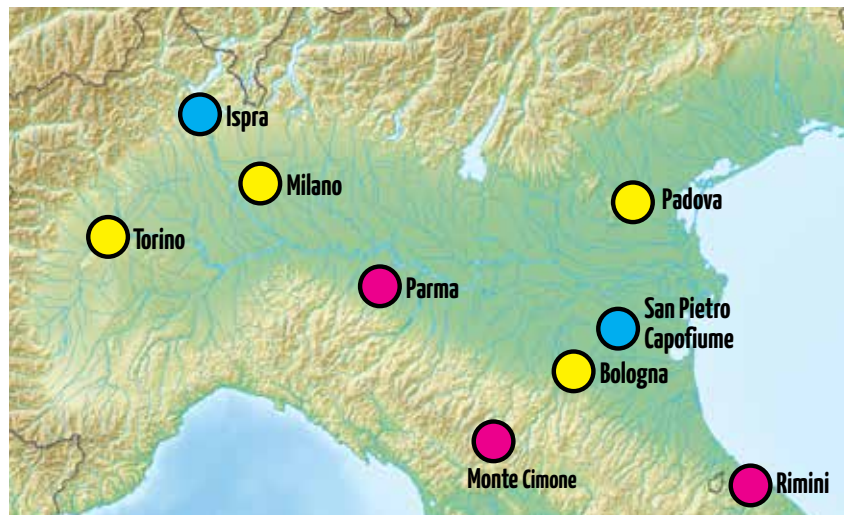 Ispra
Milano
Padova
Torino
Parma
San Pietro
Capofiume
Bologna
Monte Cimone
Rimini